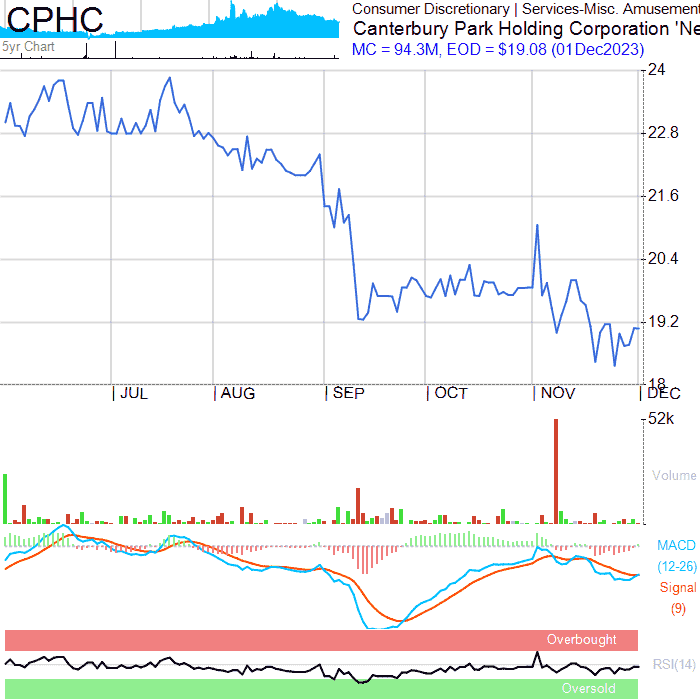 CPHC
5yr Chart
Consumer Discretionary | Services-Misc. Amusement
Canterbury Park Holding Corporation 'Ne
MC = 94.3M, EOD = $19.08 (01Dec2023)
24
22.8
21.6
20.4
19.2
18
JUL
AUG
SEP
OCT
NOV
DEC
52k
Volume
MACD
(12-26)
Signal
(9)
Overbought
RSI(14)
Oversold